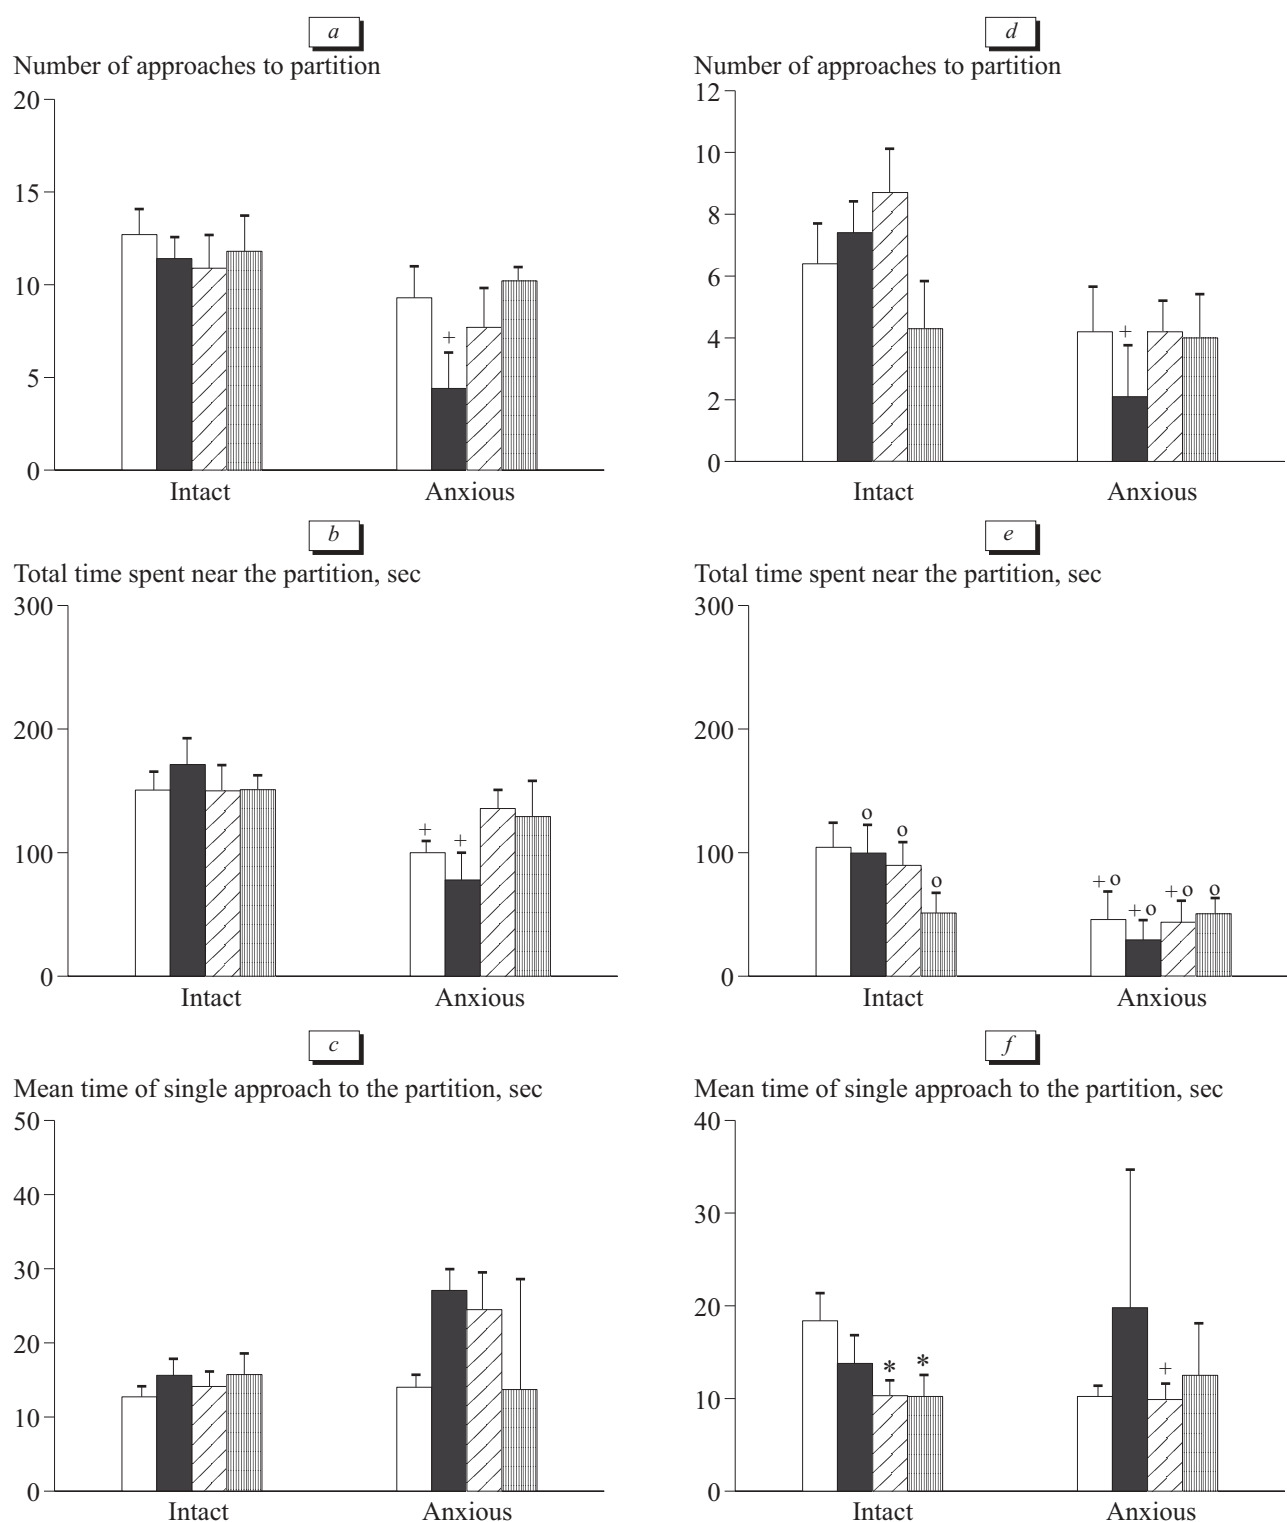 a
Number of approaches to partition
20
15
10
5
0
+
Intact Anxious
d
Number of approaches to partition
12
10
8
6
4
2
0
+
Intact Anxious
b
Total time spent near the partition, sec
300
200
100
0
+ +
Intact Anxious
e
Total time spent near the partition, sec
300
200
100
0
o o o +o +o +o o
Intact Anxious
c
Mean time of single approach to the partition, sec
50
40
30
20
10
0
Intact Anxious
f
Mean time of single approach to the partition, sec
40
30
20
10
0
* * +
Intact Anxious